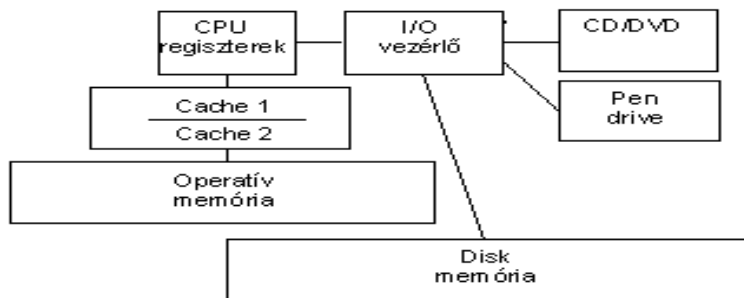 CPU
regiszterek
I/O
vezérlő
CD/DVD
Pen
drive
Cache 1
Cache 2
Operatív
memória
Disk
memória